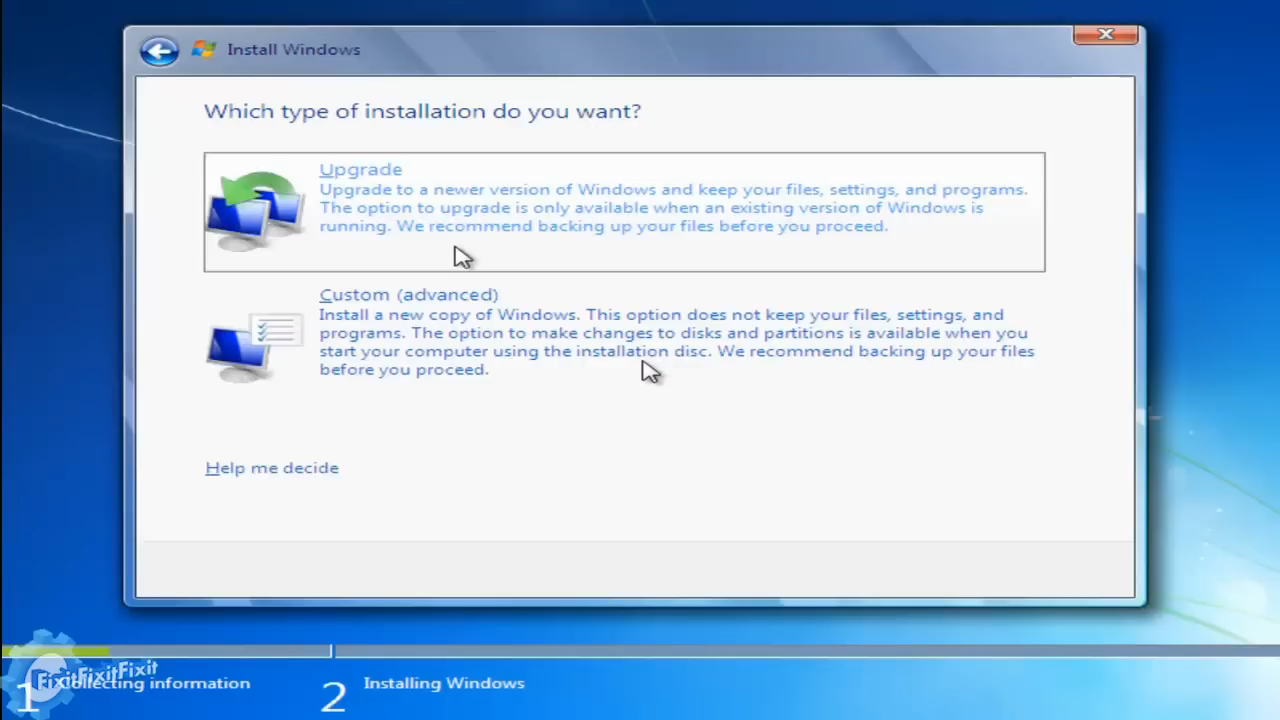 Install Windows
Which type of installation do you want?
Upgrade
Upgrade to a newer version of Windows and keep your files, settings, and programs.
The option to upgrade is only available when an existing version of Windows is
running. We recommend backing up your files before you proceed.
Custom (advanced)
Install a new copy of Windows. This option does not keep your files, settings, and
programs. The option to make changes to disks and partitions is available when you
start your computer using the installation disc. We recommend backing up your files
before you proceed.
Help me decide
FixitFixitFixit
1 Collecting information
2 Installing Windows